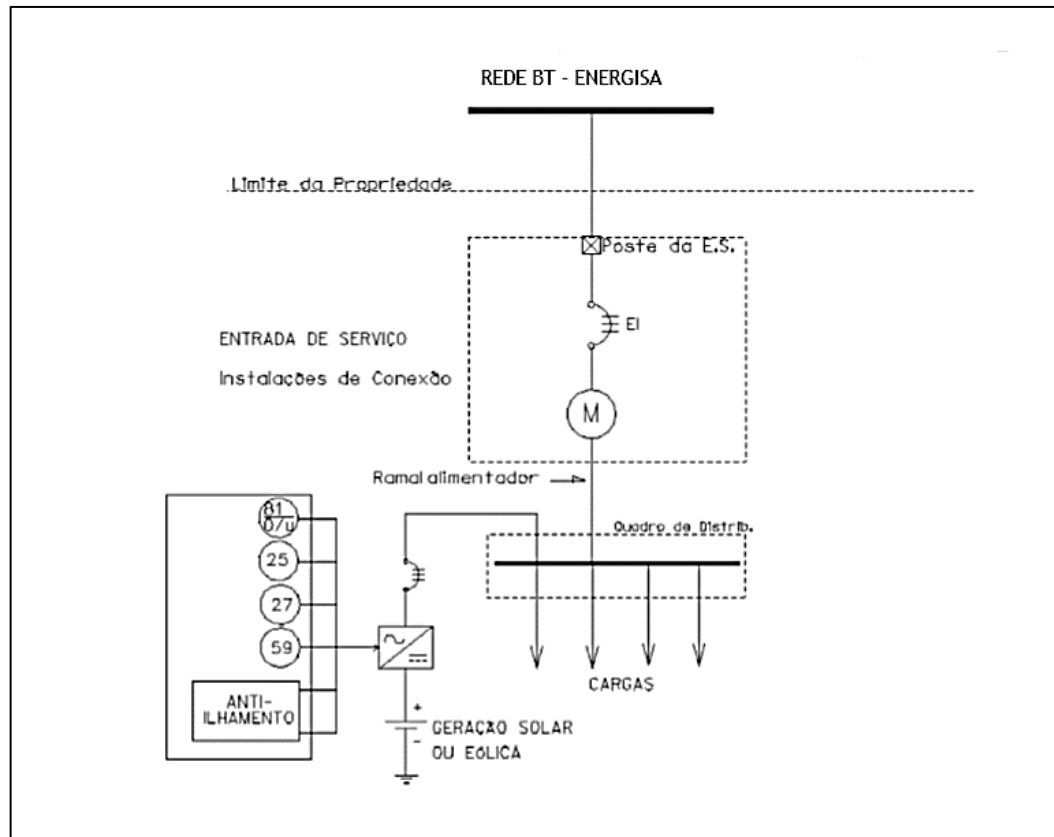 REDE BT - ENERGISA
Limite da Propriedade
Poste da E.S.
EI
ENTRADA DE SERVIÇO
Instalações de Conexão
M
Ramal alimentador
Quadro de Distrib.
81
O/u
25
27
59
ANTI-
ILHAMENTO
CARGAS
+
-
GERAÇÃO SOLAR
OU EóLICA